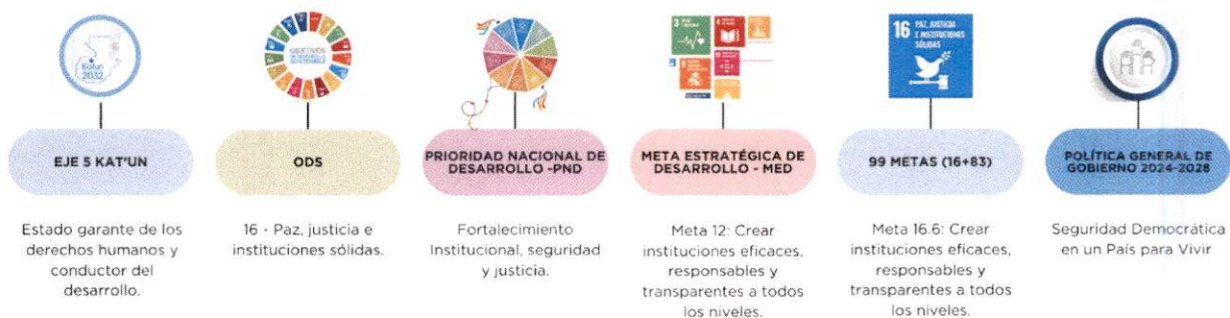 Katun
2032
OBJETIVOS
DE DESARROLLO
SOSTENIBLE
3
4
16 PAZ, JUSTICIA
E INSTITUCIONES
SÓLIDAS
EJE 5 KAT'UN
ODS
PRIORIDAD NACIONAL DE
DESARROLLO -PND
META ESTRATÉGICA DE
DESARROLLO - MED
99 METAS (16+83)
POLÍTICA GENERAL DE
GOBIERNO 2024-2028
Estado garante de los
derechos humanos y
conductor del
desarrollo.
16 - Paz, justicia e
instituciones sólidas.
Fortalecimiento
Institucional, seguridad
y justicia.
Meta 12: Crear
instituciones eficaces,
responsables y
transparentes a todos
los niveles.
Meta 16.6: Crear
instituciones eficaces,
responsables y
transparentes a todos
los niveles.
Seguridad Democrática
en un País para Vivir